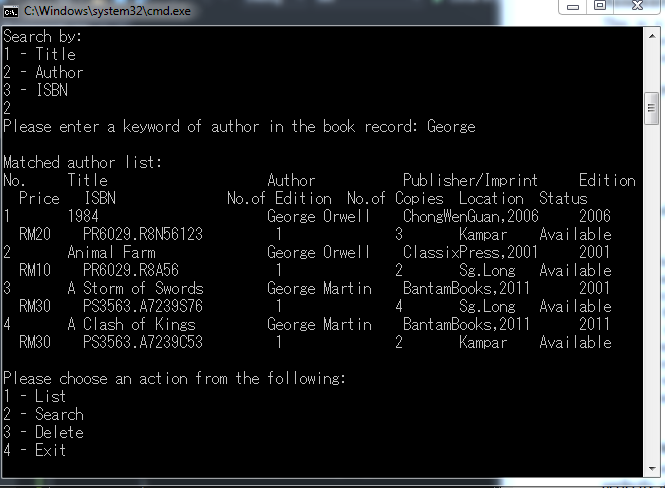 C:\Windows\system32\cmd.exe
Search by:
1 - Title
2 - Author
3 - ISBN
2
Please enter a keyword of author in the book record: George
Matched author list:
No. Title Author Publisher/Imprint Edition
Price ISBN No.of Edition No.of Copies Location Status
1 1984 George Orwell ChongWenGuan,2006 2006
RM20 PR6029.R8N56123 1 3 Kampar Available
2 Animal Farm George Orwell ClassixPress,2001 2001
RM10 PR6029.R8A56 1 2 Sg.Long Available
3 A Storm of Swords George Martin BantamBooks,2011 2001
RM30 PS3563.A7239S76 1 4 Sg.Long Available
4 A Clash of Kings George Martin BantamBooks,2011 2011
RM30 PS3563.A7239C53 1 2 Kampar Available
Please choose an action from the following:
1 - List
2 - Search
3 - Delete
4 - Exit